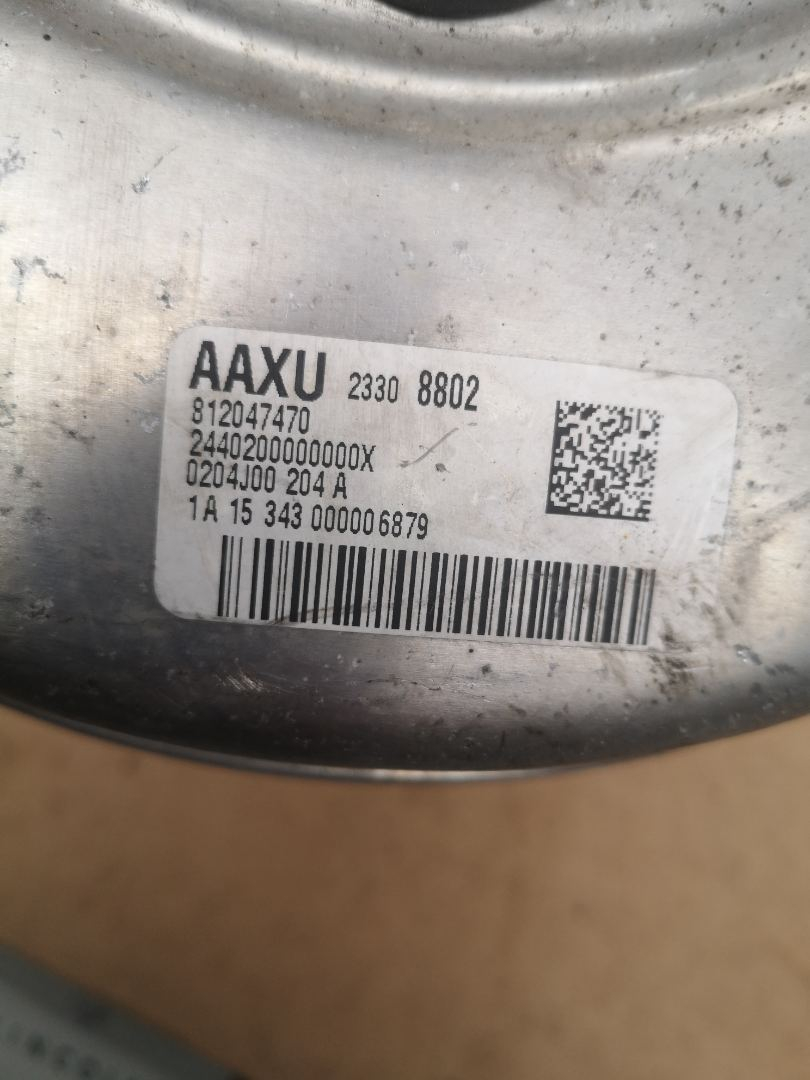 AAXU 2330 8802
812047470
2440200000000X
0204J00 204 A
1A 15 343 000006879